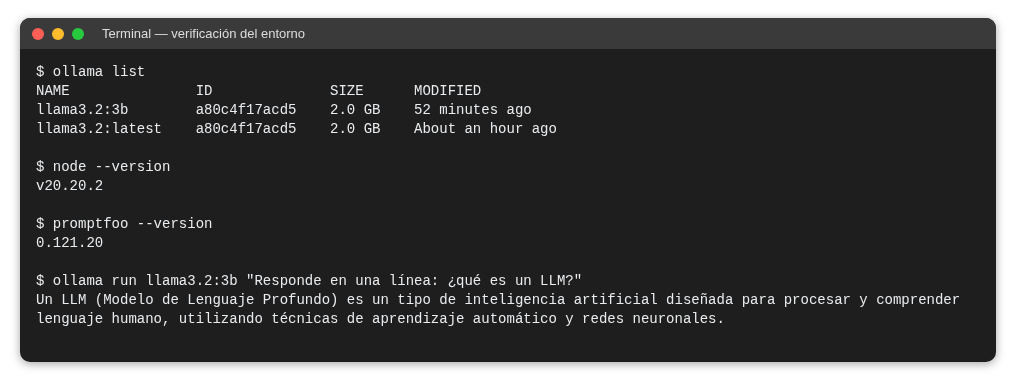 Terminal — verificación del entorno
$ ollama list
NAME               ID              SIZE      MODIFIED
llama3.2:3b        a80c4f17acd5    2.0 GB    52 minutes ago
llama3.2:latest    a80c4f17acd5    2.0 GB    About an hour ago
$ node --version
v20.20.2
$ promptfoo --version
0.121.20
$ ollama run llama3.2:3b "Responde en una línea: ¿qué es un LLM?"
Un LLM (Modelo de Lenguaje Profundo) es un tipo de inteligencia artificial diseñada para procesar y comprender
lenguaje humano, utilizando técnicas de aprendizaje automático y redes neuronales.